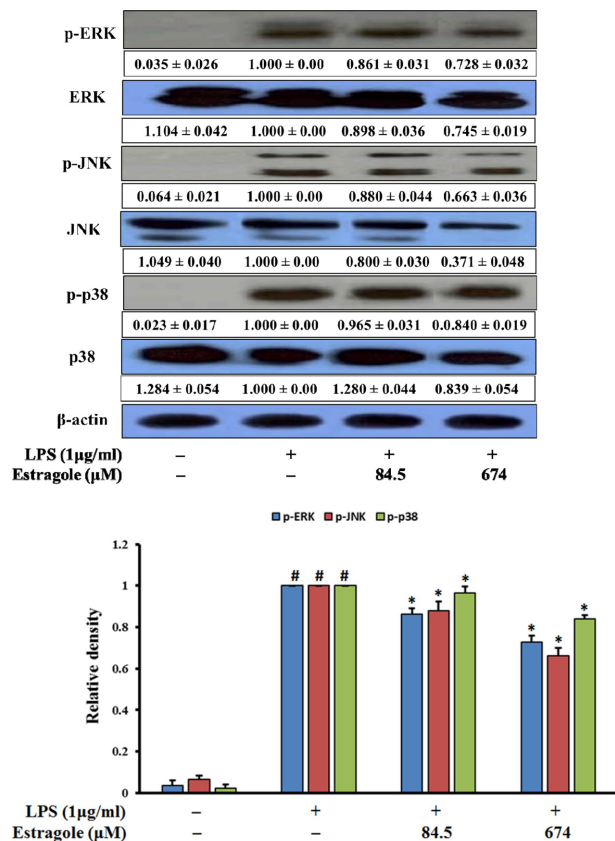 p-ERK
0.035 ± 0.026 1.000 ± 0.00 0.861 ± 0.031 0.728 ± 0.032
ERK
1.104 ± 0.042 1.000 ± 0.00 0.898 ± 0.036 0.745 ± 0.019
p-JNK
0.064 ± 0.021 1.000 ± 0.00 0.880 ± 0.044 0.663 ± 0.036
JNK
1.049 ± 0.040 1.000 ± 0.00 0.800 ± 0.030 0.371 ± 0.048
p-p38
0.023 ± 0.017 1.000 ± 0.00 0.965 ± 0.031 0.0.840 ± 0.019
p38
1.284 ± 0.054 1.000 ± 0.00 1.280 ± 0.044 0.839 ± 0.054
β-actin
LPS (1µg/ml) – + + +
Estragole (µM) – – 84.5 674
p-ERK p-JNK p-p38
1.2
1
0.8
0.6
0.4
0.2
0
Relative density
# # #
* * *
* * *
LPS (1µg/ml) – + + +
Estragole (µM) – – 84.5 674